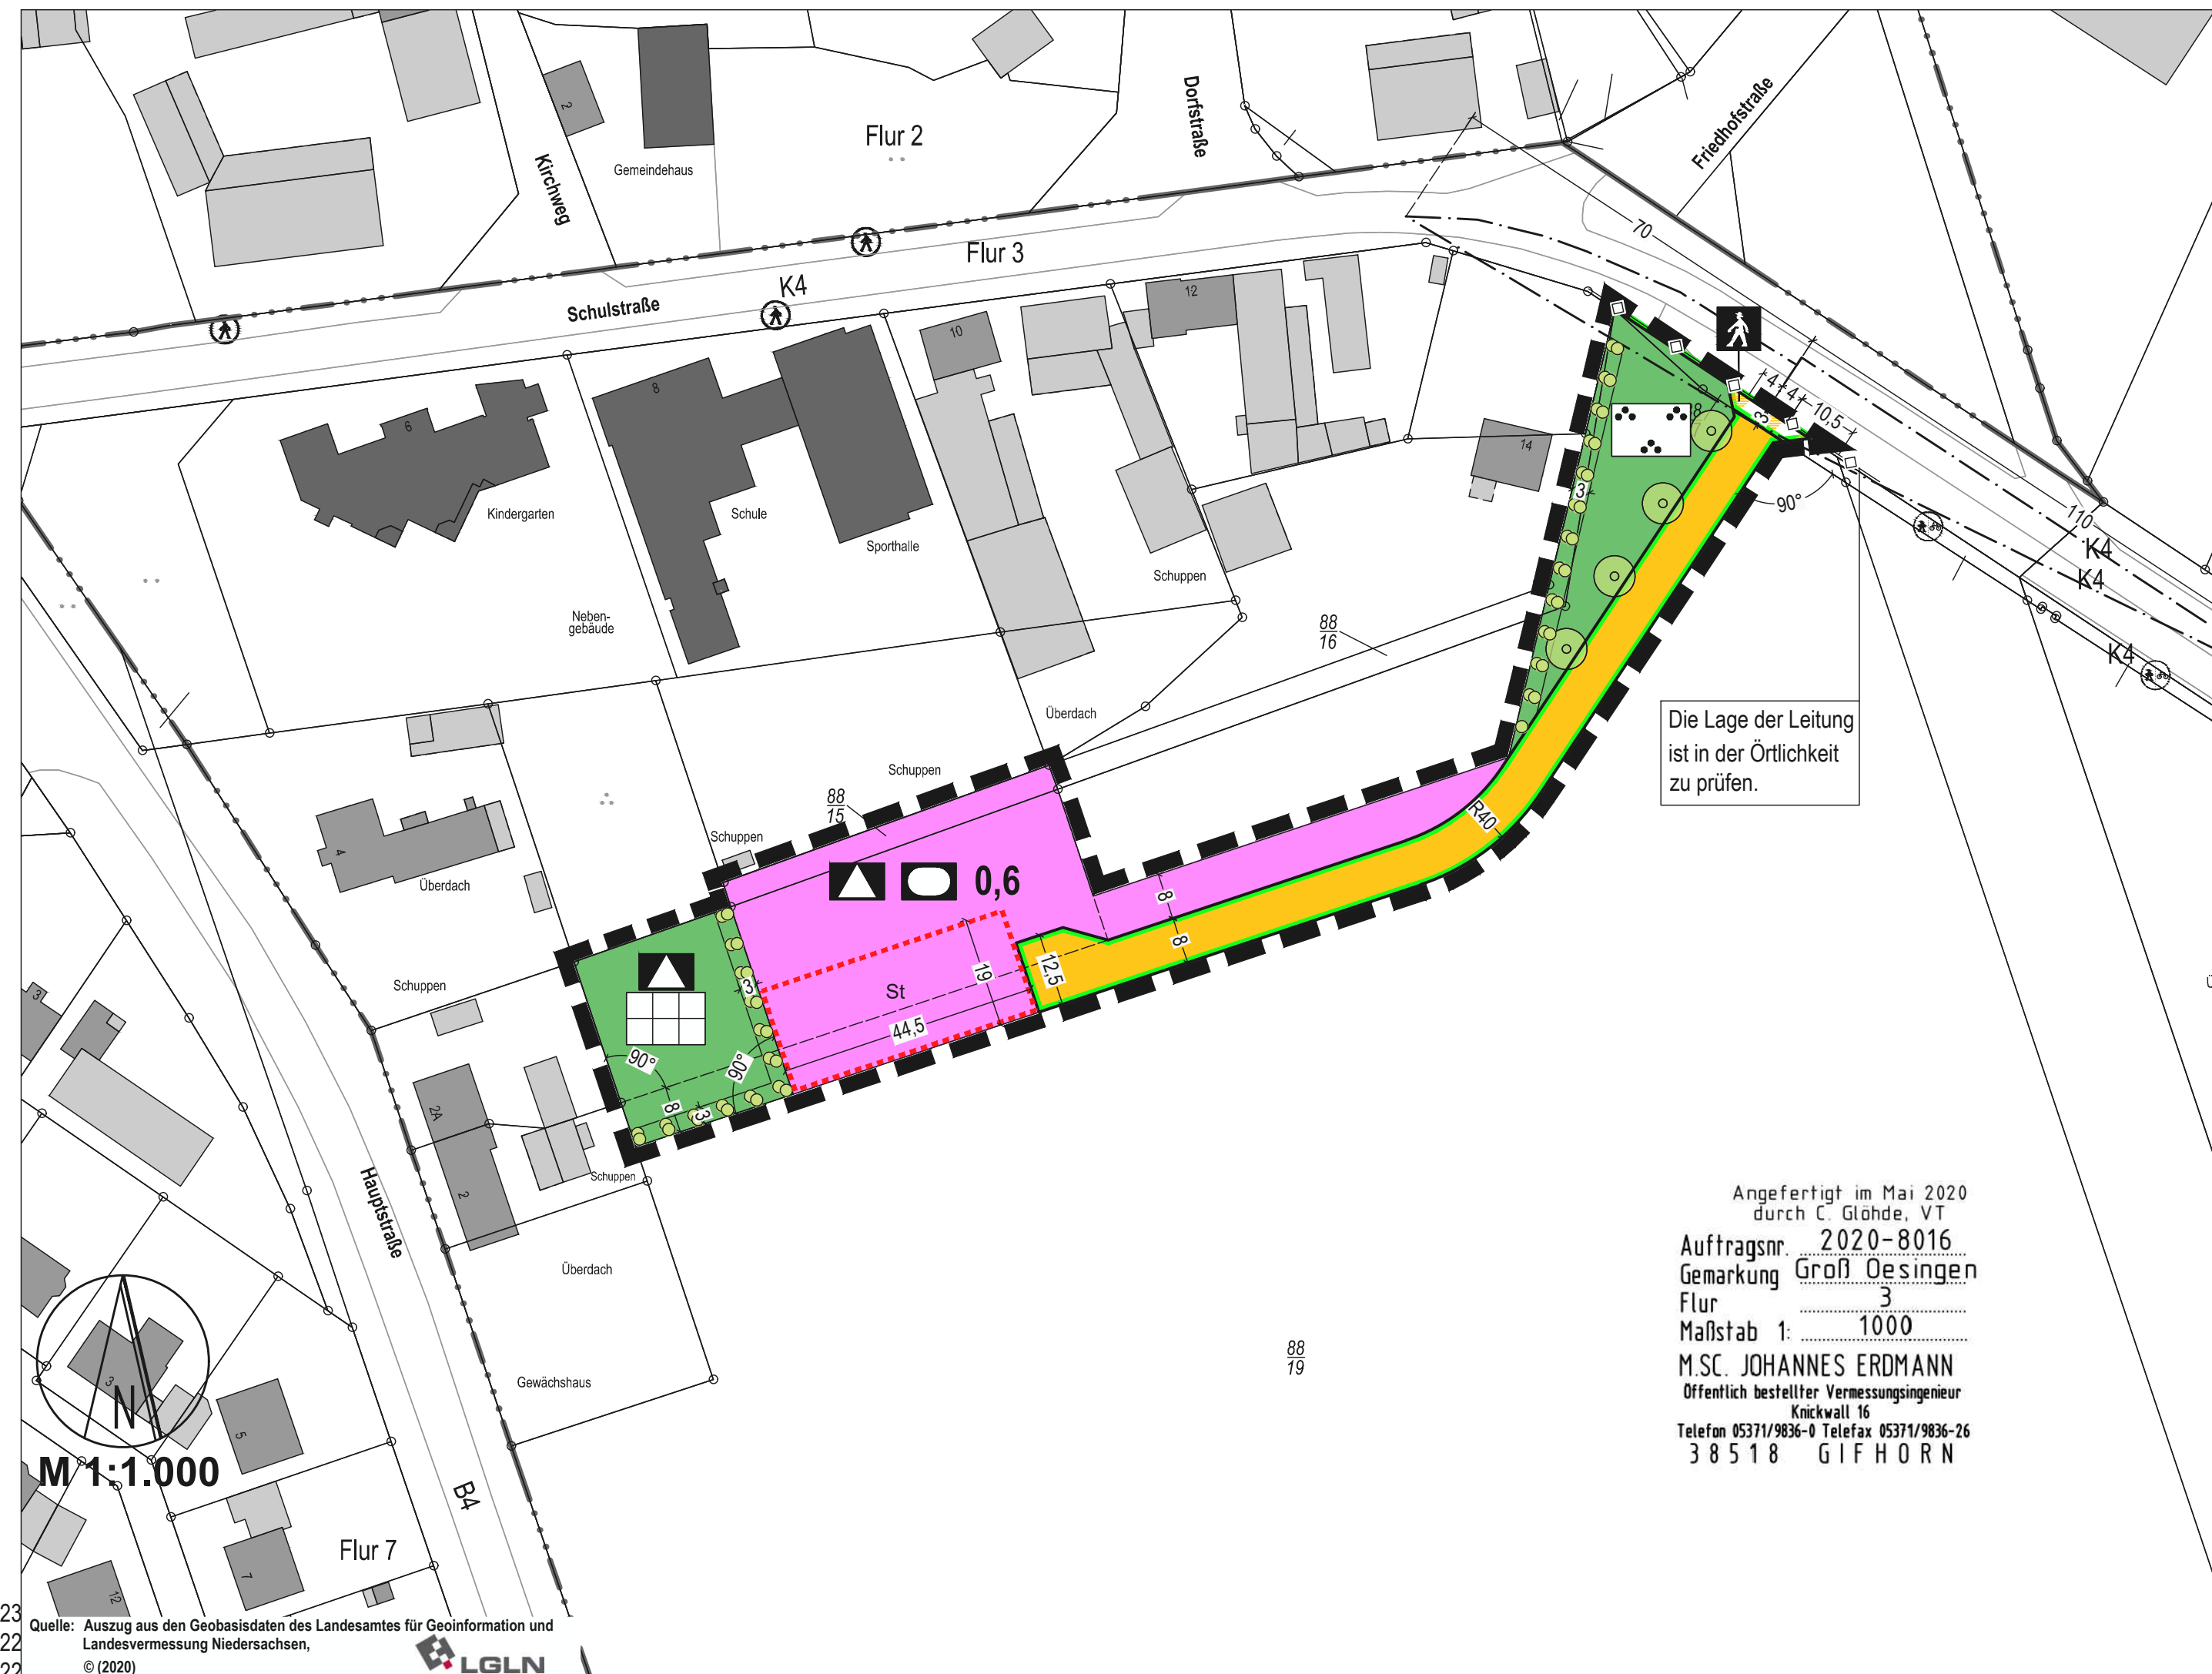 Flur 2
Gemeindehaus
2
Kirchweg
Dorfstraße
Friedhofstraße
70
Flur 3
K4
Schulstraße
12
10
8
6
Kindergarten
Schule
Sporthalle
Neben-
gebäude
Schuppen
14
3
8
4
4
10,5
3
90°
110
K4
K4
K4
88
16
Überdach
Schuppen
88
15
Schuppen
Die Lage der Leitung
ist in der Örtlichkeit
zu prüfen.
R40
0,6
8
8
12,5
19
St
44,5
3
90°
90°
8
3
4
Überdach
Schuppen
3
2A
2
Schuppen
Hauptstraße
Überdach
Gewächshaus
88
19
Angefertigt im Mai 2020
durch C. Glöhde, VT
Auftragsnr. 2020-8016
Gemarkung Groß Oesingen
Flur 3
Maßstab 1: 1000
M.SC. JOHANNES ERDMANN
Öffentlich bestellter Vermessungsingenieur
Knickwall 16
Telefon 05371/9836-0 Telefax 05371/9836-26
38518 GIFHORN
3
N
5
M 1:1.000
B4
Flur 7
7
12
23
22
22
Quelle: Auszug aus den Geobasisdaten des Landesamtes für Geoinformation und
Landesvermessung Niedersachsen,
© (2020)
LGLN